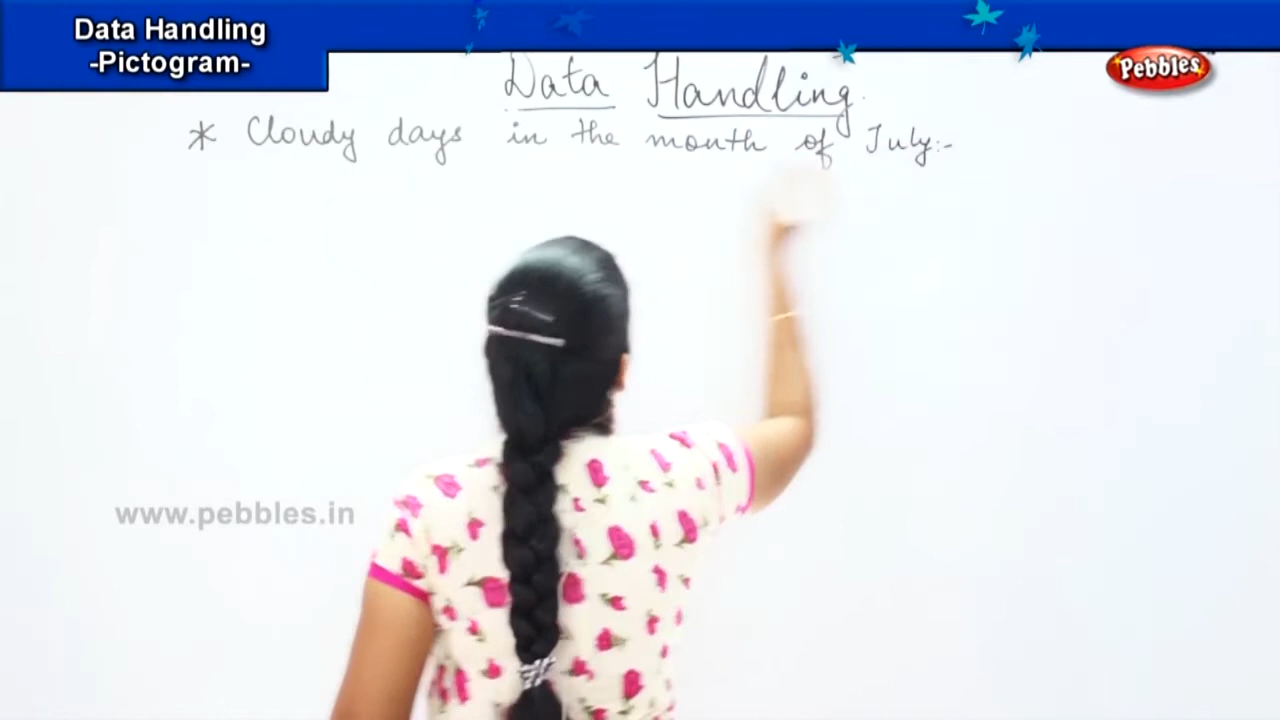 Data Handling
-Pictogram-
Pebbles
Data Handling
* Cloudy days in the month of July:-
www.pebbles.in